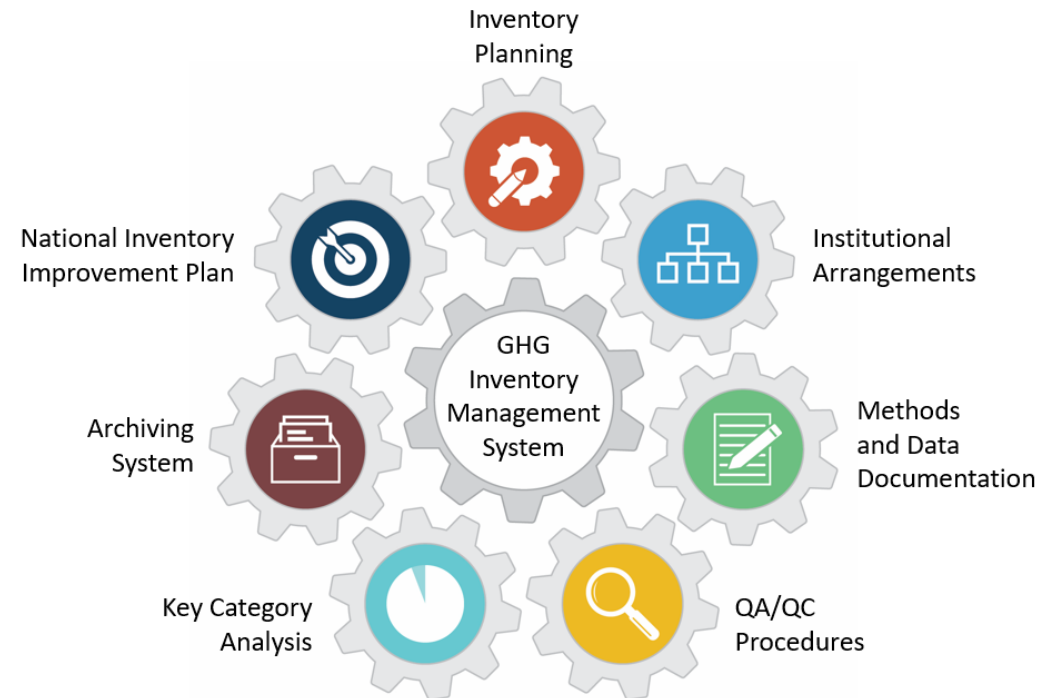 Inventory
Planning
Institutional
Arrangements
Methods
and Data
Documentation
QA/QC
Procedures
Key Category
Analysis
Archiving
System
National Inventory
Improvement Plan
GHG
Inventory
Management
System